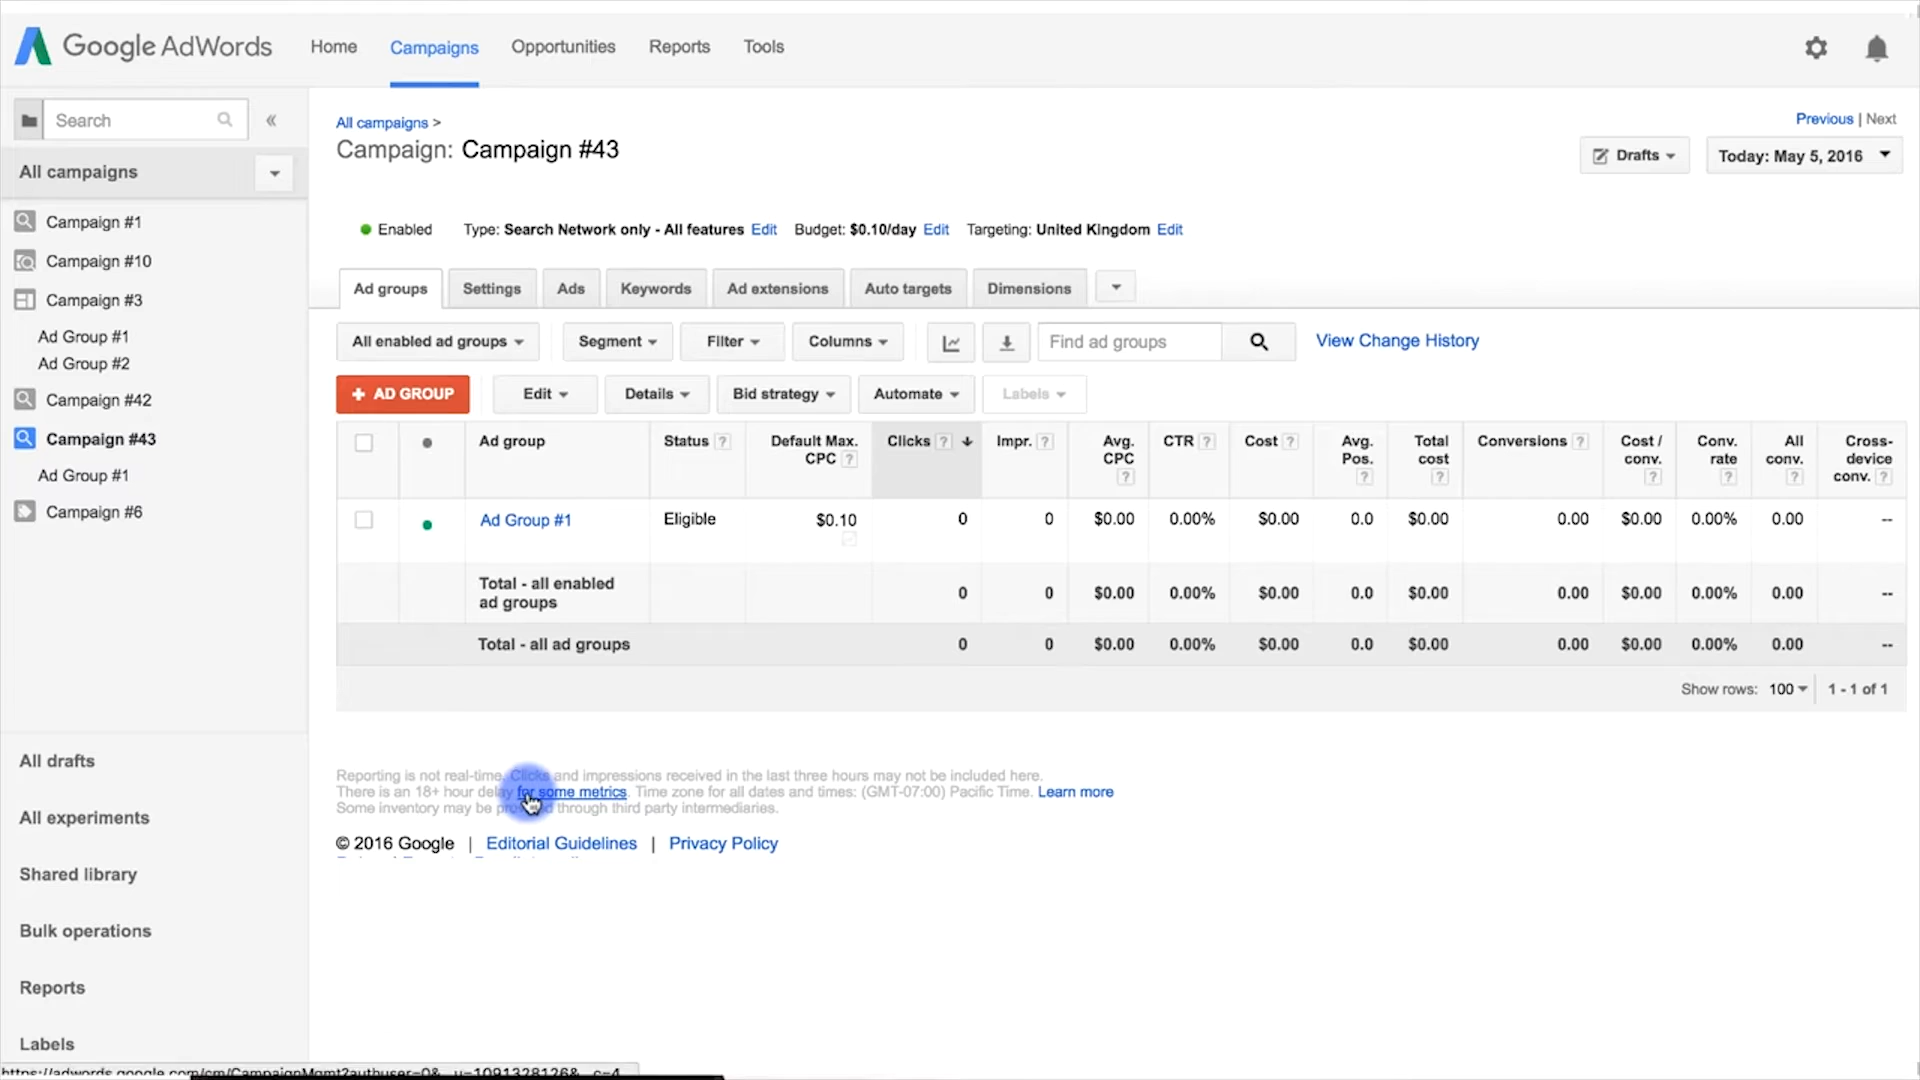 Google AdWords Home Campaigns Opportunities Reports Tools
Search «
All campaigns
Campaign #1
Campaign #10
Campaign #3
Ad Group #1
Ad Group #2
Campaign #42
Campaign #43
Ad Group #1
Campaign #6
All drafts
All experiments
Shared library
Bulk operations
Reports
Labels
All campaigns >
Previous | Next
Campaign: Campaign #43
Drafts Today: May 5, 2016
Enabled Type: Search Network only - All features Edit Budget: $0.10/day Edit Targeting: United Kingdom Edit
Ad groups Settings Ads Keywords Ad extensions Auto targets Dimensions
All enabled ad groups Segment Filter Columns Find ad groups View Change History
+ AD GROUP Edit Details Bid strategy Automate Labels
Ad group Status ? Default Max. CPC ? Clicks ? Impr. ? Avg. CPC ? CTR ? Cost ? Avg. Pos. ? Total cost ? Conversions ? Cost / conv. ? Conv. rate ? All conv. ? Cross-device conv. ?
Ad Group #1 Eligible $0.10 0 0 $0.00 0.00% $0.00 0.0 $0.00 0.00 $0.00 0.00% 0.00 --
Total - all enabled ad groups 0 0 $0.00 0.00% $0.00 0.0 $0.00 0.00 $0.00 0.00% 0.00 --
Total - all ad groups 0 0 $0.00 0.00% $0.00 0.0 $0.00 0.00 $0.00 0.00% 0.00 --
Show rows: 100 1 - 1 of 1
Reporting is not real-time. Clicks and impressions received in the last three hours may not be included here.
There is an 18+ hour delay for some metrics. Time zone for all dates and times: (GMT-07:00) Pacific Time. Learn more
Some inventory may be provided through third party intermediaries.
© 2016 Google | Editorial Guidelines | Privacy Policy